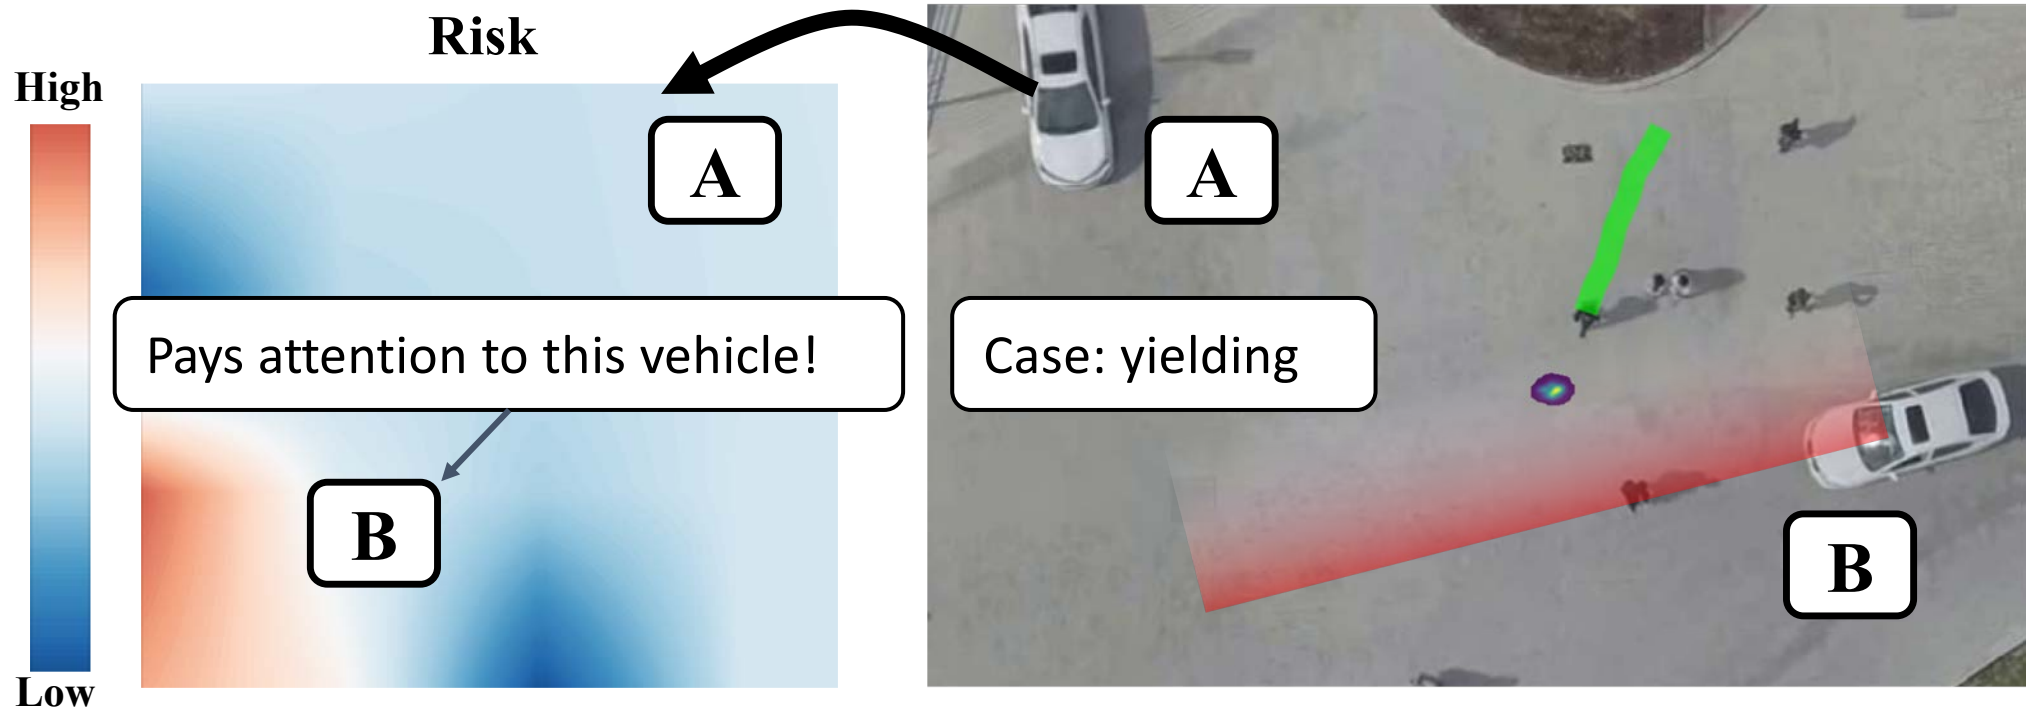 Risk
High
A
A
Pays attention to this vehicle!
Case: yielding
B
B
Low